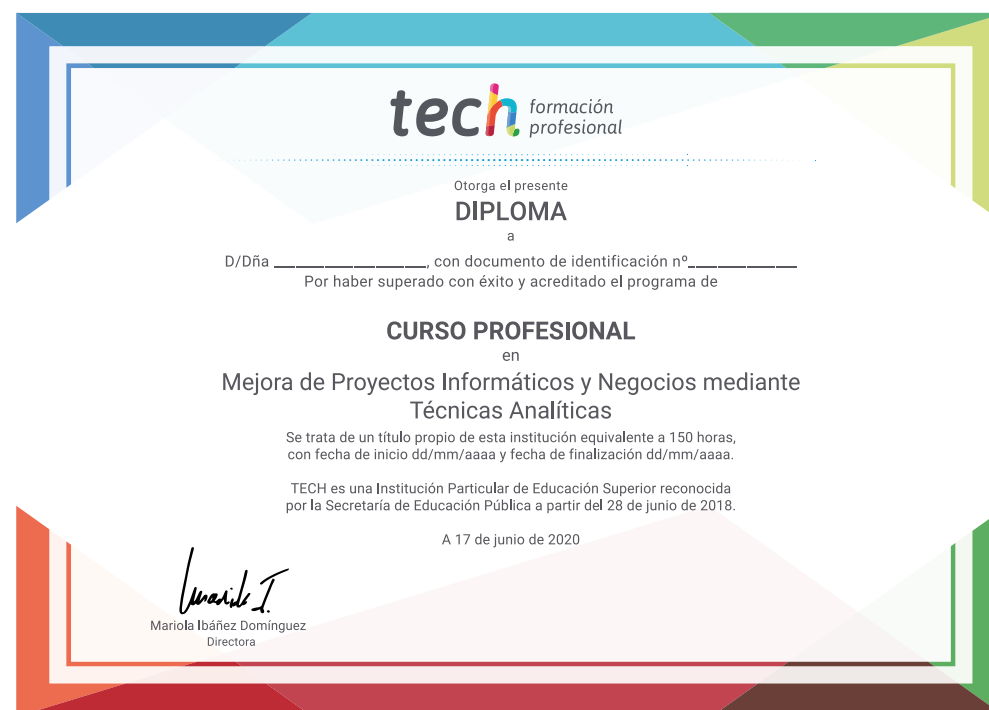 tech formación
profesional
Otorga el presente
DIPLOMA
a
D/Dña ______________, con documento de identificación nº__________
Por haber superado con éxito y acreditado el programa de
CURSO PROFESIONAL
en
Mejora de Proyectos Informáticos y Negocios mediante
Técnicas Analíticas
Se trata de un título propio de esta institución equivalente a 150 horas,
con fecha de inicio dd/mm/aaaa y fecha de finalización dd/mm/aaaa.
TECH es una Institución Particular de Educación Superior reconocida
por la Secretaría de Educación Pública a partir del 28 de junio de 2018.
A 17 de junio de 2020
Mariola Ibáñez Domínguez
Directora